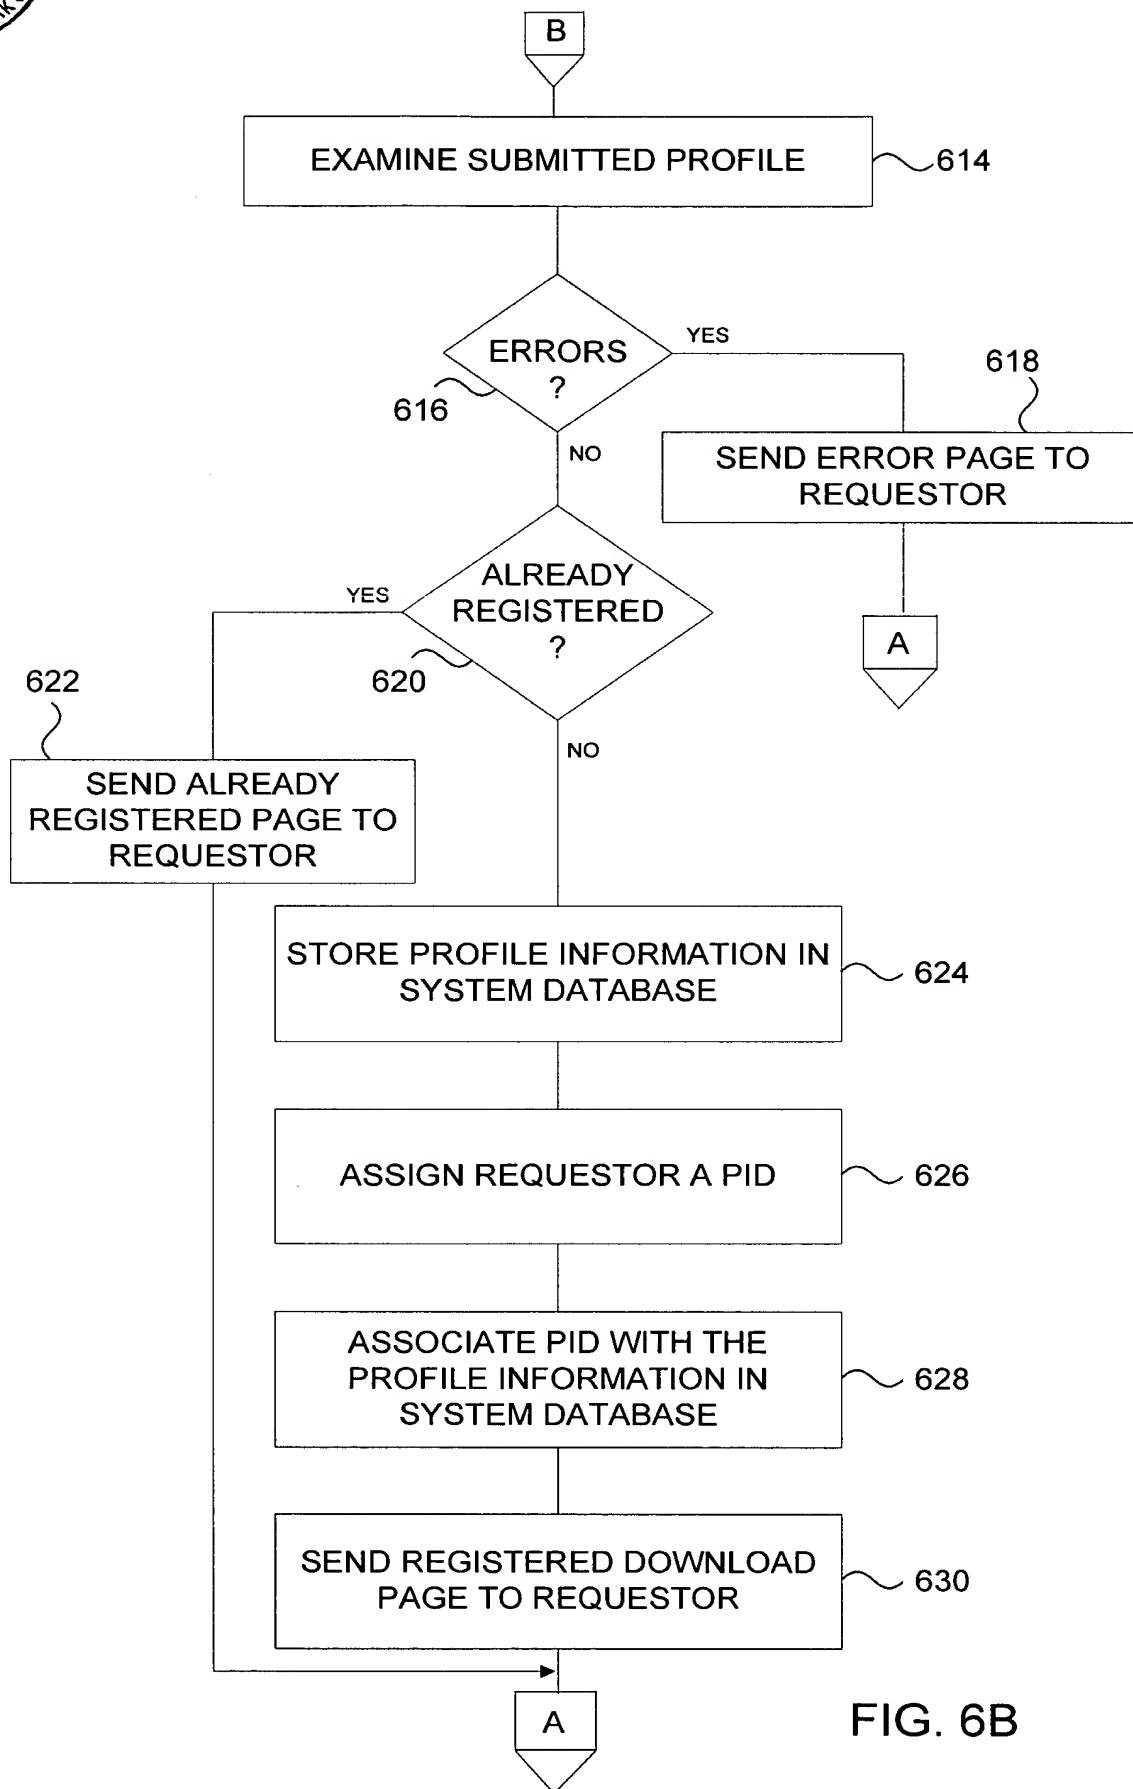 B
EXAMINE SUBMITTED PROFILE
614
ERRORS
?
616
YES
NO
618
SEND ERROR PAGE TO
REQUESTOR
A
ALREADY
REGISTERED
?
620
YES
NO
622
SEND ALREADY
REGISTERED PAGE TO
REQUESTOR
STORE PROFILE INFORMATION IN
SYSTEM DATABASE
624
ASSIGN REQUESTOR A PID
626
ASSOCIATE PID WITH THE
PROFILE INFORMATION IN
SYSTEM DATABASE
628
SEND REGISTERED DOWNLOAD
PAGE TO REQUESTOR
630
A
FIG. 6B